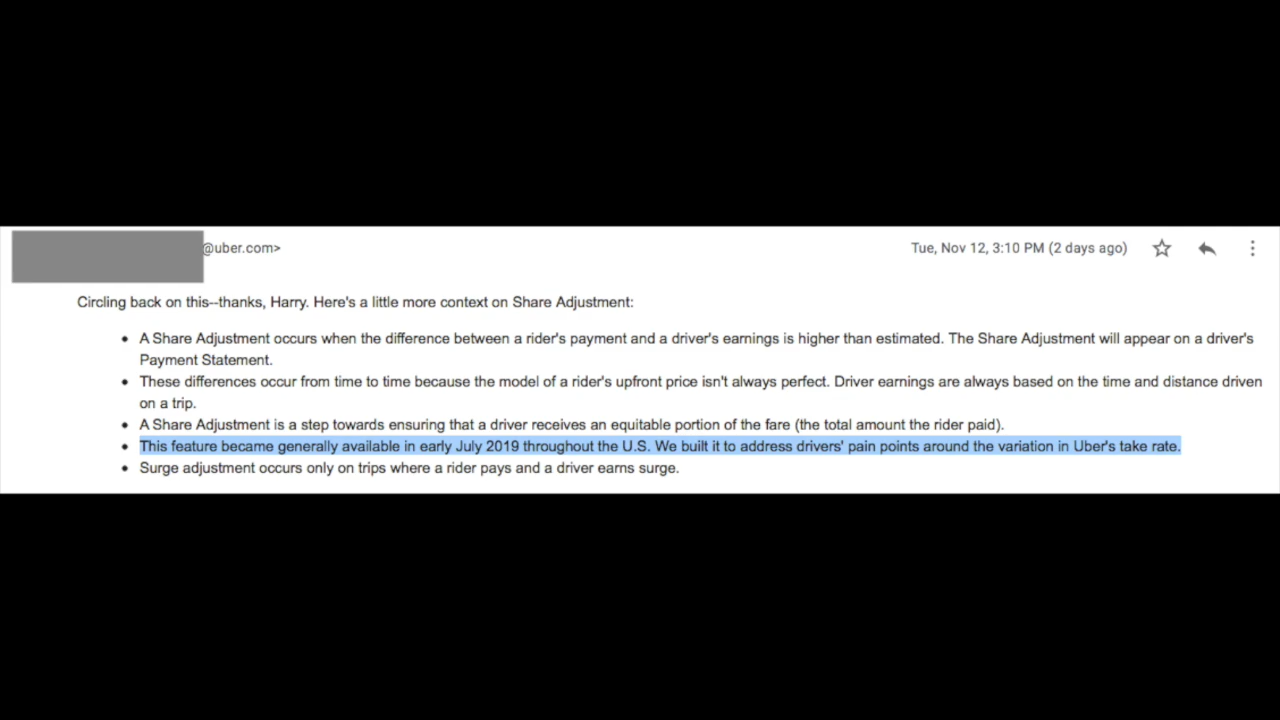 @uber.com>
Tue, Nov 12, 3:10 PM (2 days ago)
Circling back on this--thanks, Harry. Here's a little more context on Share Adjustment:
• A Share Adjustment occurs when the difference between a rider's payment and a driver's earnings is higher than estimated. The Share Adjustment will appear on a driver's
Payment Statement.
• These differences occur from time to time because the model of a rider's upfront price isn't always perfect. Driver earnings are always based on the time and distance driven
on a trip.
• A Share Adjustment is a step towards ensuring that a driver receives an equitable portion of the fare (the total amount the rider paid).
• This feature became generally available in early July 2019 throughout the U.S. We built it to address drivers' pain points around the variation in Uber's take rate.
• Surge adjustment occurs only on trips where a rider pays and a driver earns surge.